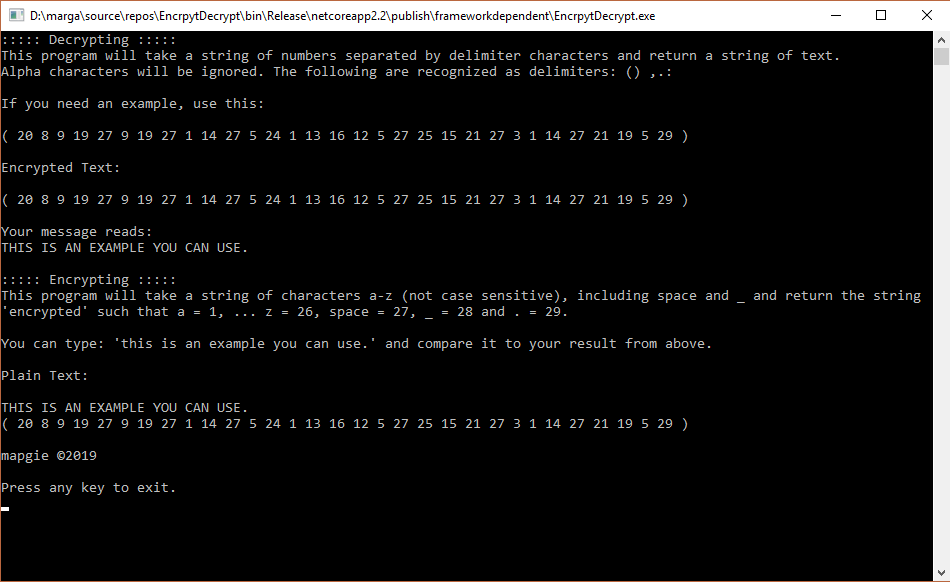 D:\marga\source\repos\EncrpytDecrypt\bin\Release\netcoreapp2.2\publish\frameworkdependent\EncrpytDecrypt.exe
::::: Decrypting :::::
This program will take a string of numbers separated by delimiter characters and return a string of text.
Alpha characters will be ignored. The following are recognized as delimiters: () ,.:
If you need an example, use this:
( 20 8 9 19 27 9 19 27 1 14 27 5 24 1 13 16 12 5 27 25 15 21 27 3 1 14 27 21 19 5 29 )
Encrypted Text:
( 20 8 9 19 27 9 19 27 1 14 27 5 24 1 13 16 12 5 27 25 15 21 27 3 1 14 27 21 19 5 29 )
Your message reads:
THIS IS AN EXAMPLE YOU CAN USE.
::::: Encrypting :::::
This program will take a string of characters a-z (not case sensitive), including space and _ and return the string
'encrypted' such that a = 1, ... z = 26, space = 27, _ = 28 and . = 29.
You can type: 'this is an example you can use.' and compare it to your result from above.
Plain Text:
THIS IS AN EXAMPLE YOU CAN USE.
( 20 8 9 19 27 9 19 27 1 14 27 5 24 1 13 16 12 5 27 25 15 21 27 3 1 14 27 21 19 5 29 )
mapgie ©2019
Press any key to exit.